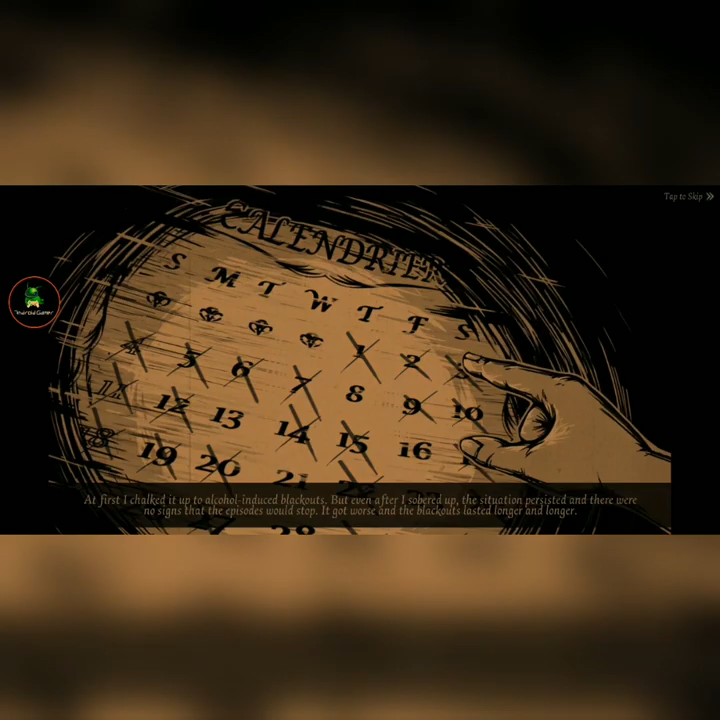 Tap to Skip
CALENDRIER
S M T W T F S
1 2
4 5 6 7 8 9 10
11 12 13 14 15 16
18 19 20 21
28
At first I chalked it up to alcohol-induced blackouts. But even after I sobered up, the situation persisted and there were
no signs that the episodes would stop. It got worse and the blackouts lasted longer and longer.